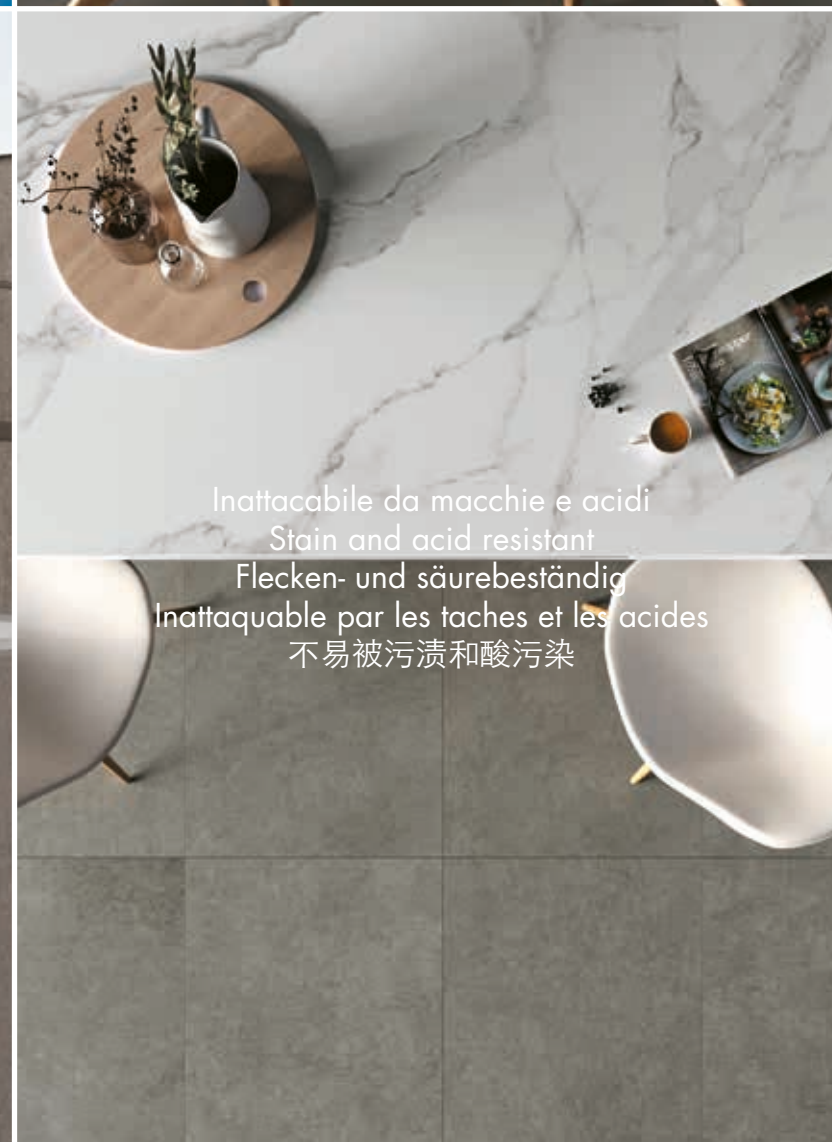 Inattacabile da macchie e acidi
Stain and acid resistant
Flecken- und säurebeständig
Inattaquable par les taches et les acides
不易被污渍和酸污染